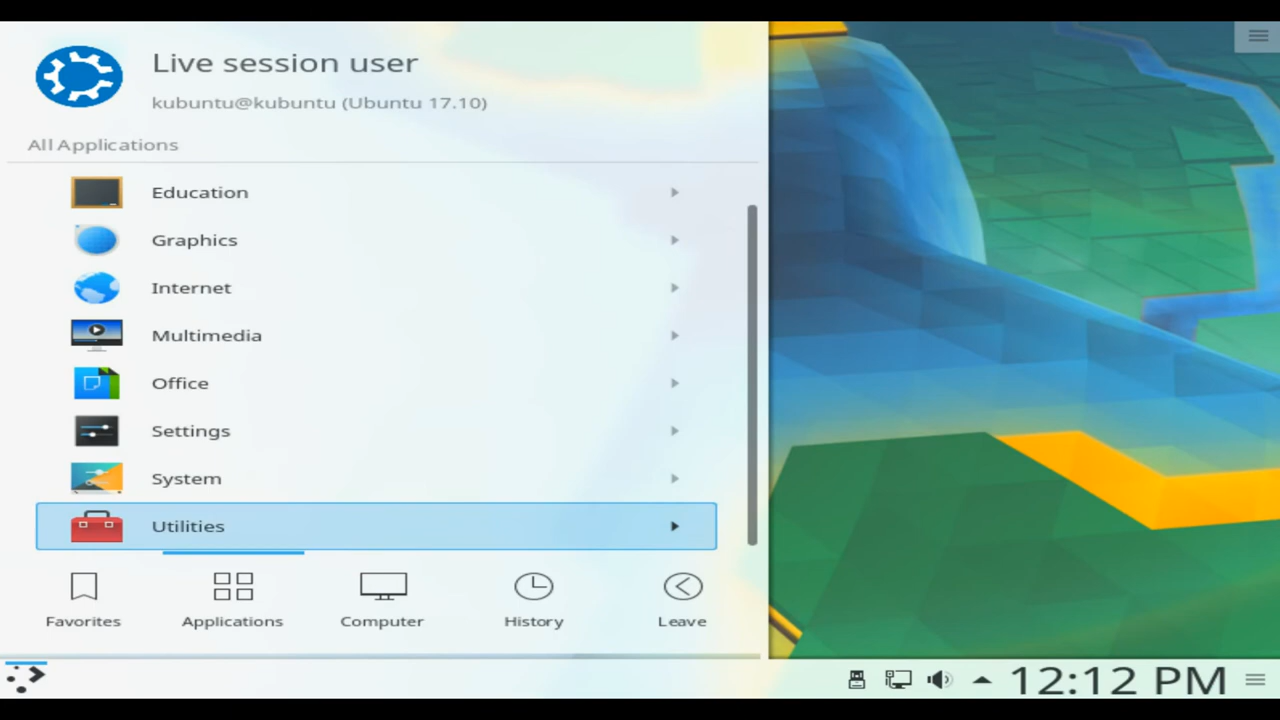 Live session user
kubuntu@kubuntu (Ubuntu 17.10)
All Applications
Education
Graphics
Internet
Multimedia
Office
Settings
System
Utilities
Favorites Applications Computer History Leave
12:12 PM